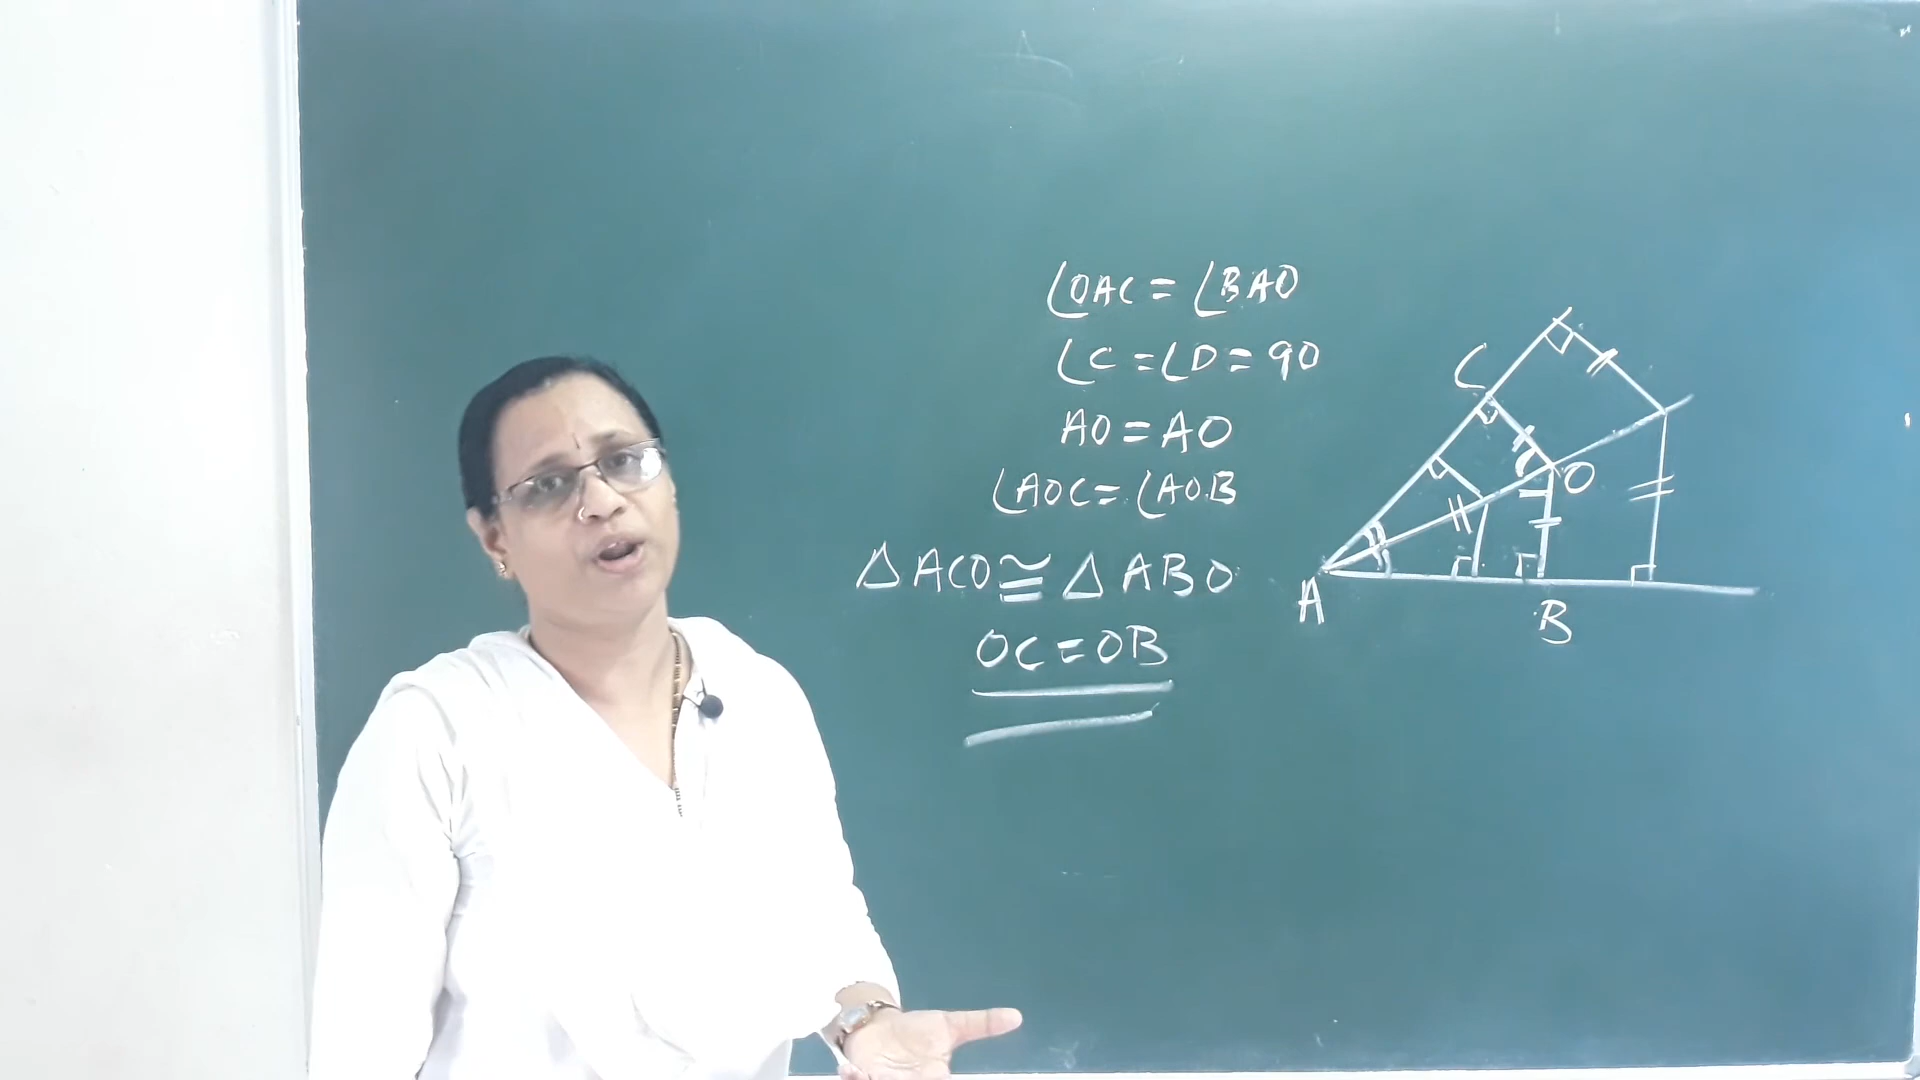 ∠OAC = ∠BAO
∠C = ∠D = 90
AO = AO
∠AOC = ∠AOB
△ACO ≅ △ABO
OC = OB
C
O
A
B